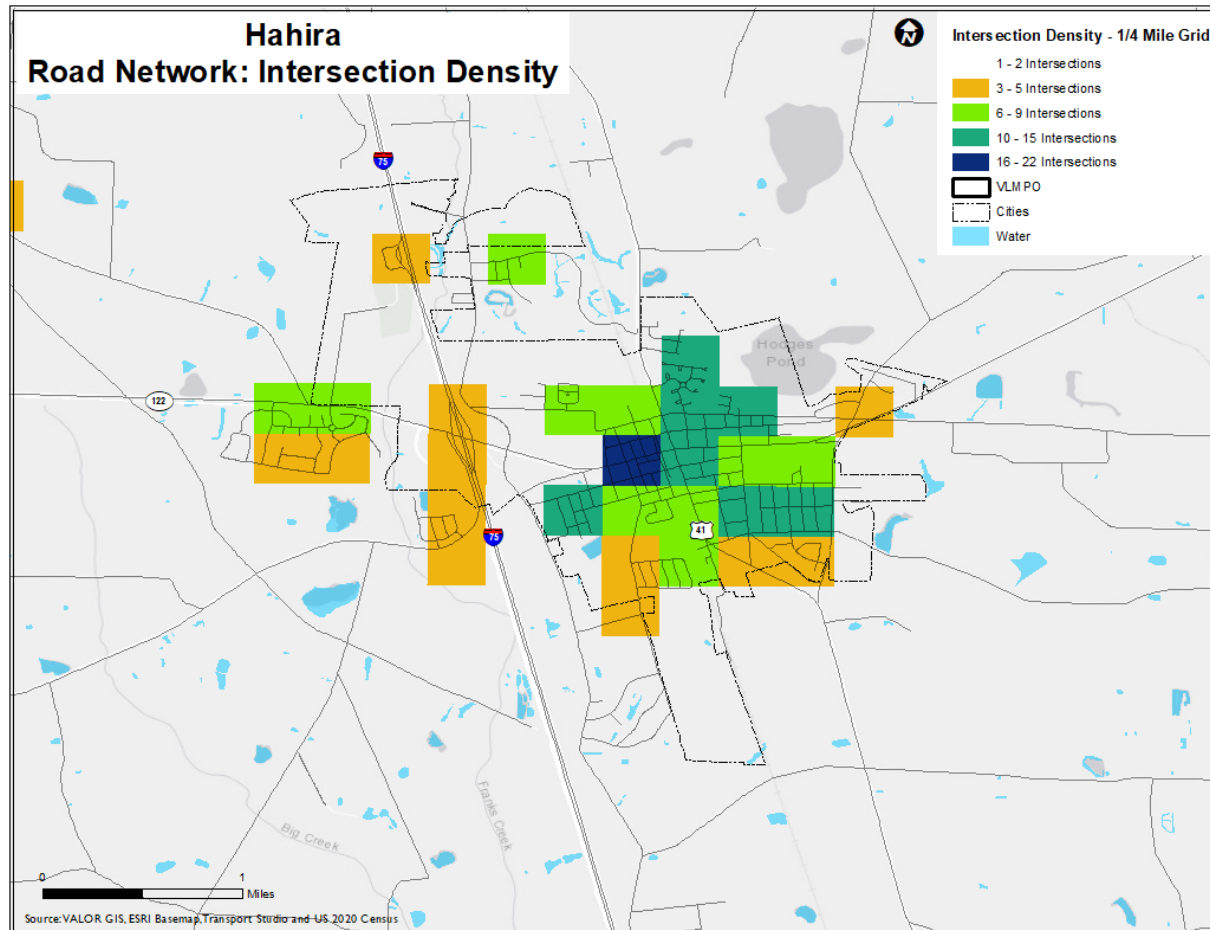 Hahira
Road Network: Intersection Density
N
Intersection Density - 1/4 Mile Grid
1 - 2 Intersections
3 - 5 Intersections
6 - 9 Intersections
10 - 15 Intersections
16 - 22 Intersections
VLMPO
Cities
Water
75
Hodges
Pond
122
41
75
Franks Creek
Big Creek
0 1
Miles
Source: VALOR GIS, ESRI Basemap, Transport Studio and US 2020 Census